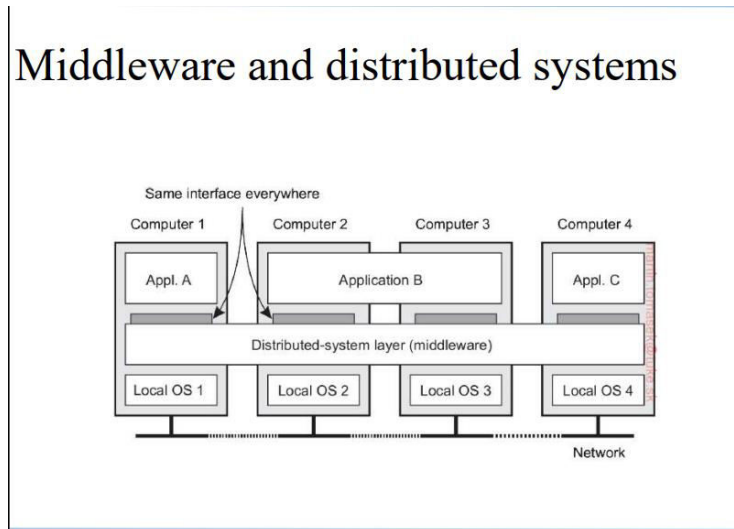 Middleware and distributed systems
Same interface everywhere
Computer 1 Computer 2 Computer 3 Computer 4
Appl. A Application B Appl. C
Distributed-system layer (middleware)
Local OS 1 Local OS 2 Local OS 3 Local OS 4
Network